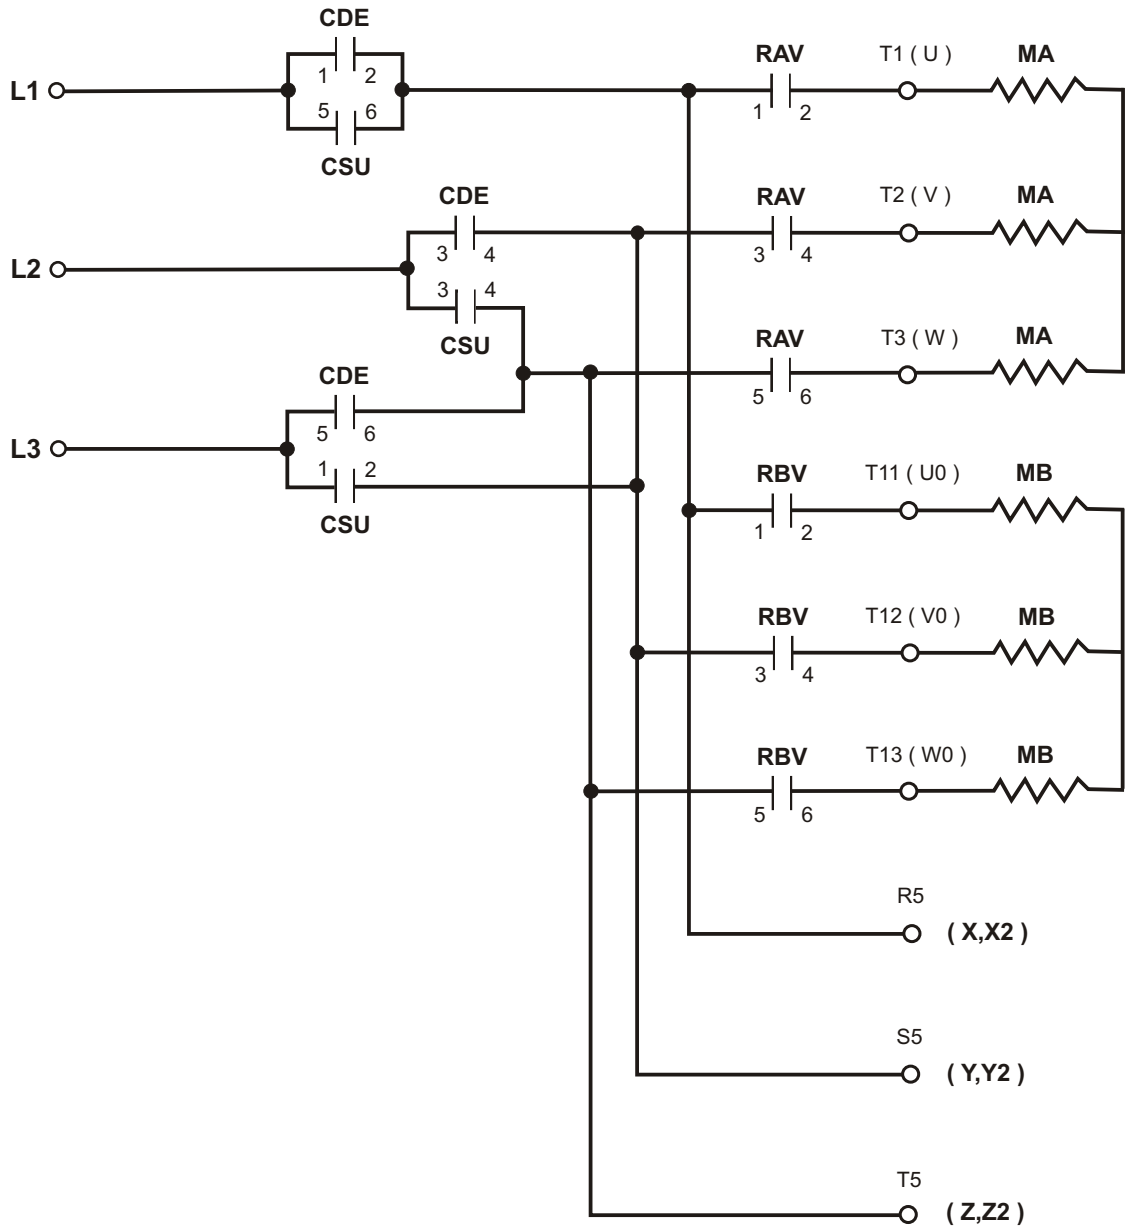 CDE
1 2
L1
5 6
CSU
RAV
1 2
T1 ( U )
MA
CDE
3 4
L2
3 4
CSU
RAV
3 4
T2 ( V )
MA
RAV
5 6
T3 ( W )
MA
CDE
5 6
L3
1 2
CSU
RBV
1 2
T11 ( U0 )
MB
RBV
3 4
T12 ( V0 )
MB
RBV
5 6
T13 ( W0 )
MB
R5
( X,X2 )
S5
( Y,Y2 )
T5
( Z,Z2 )